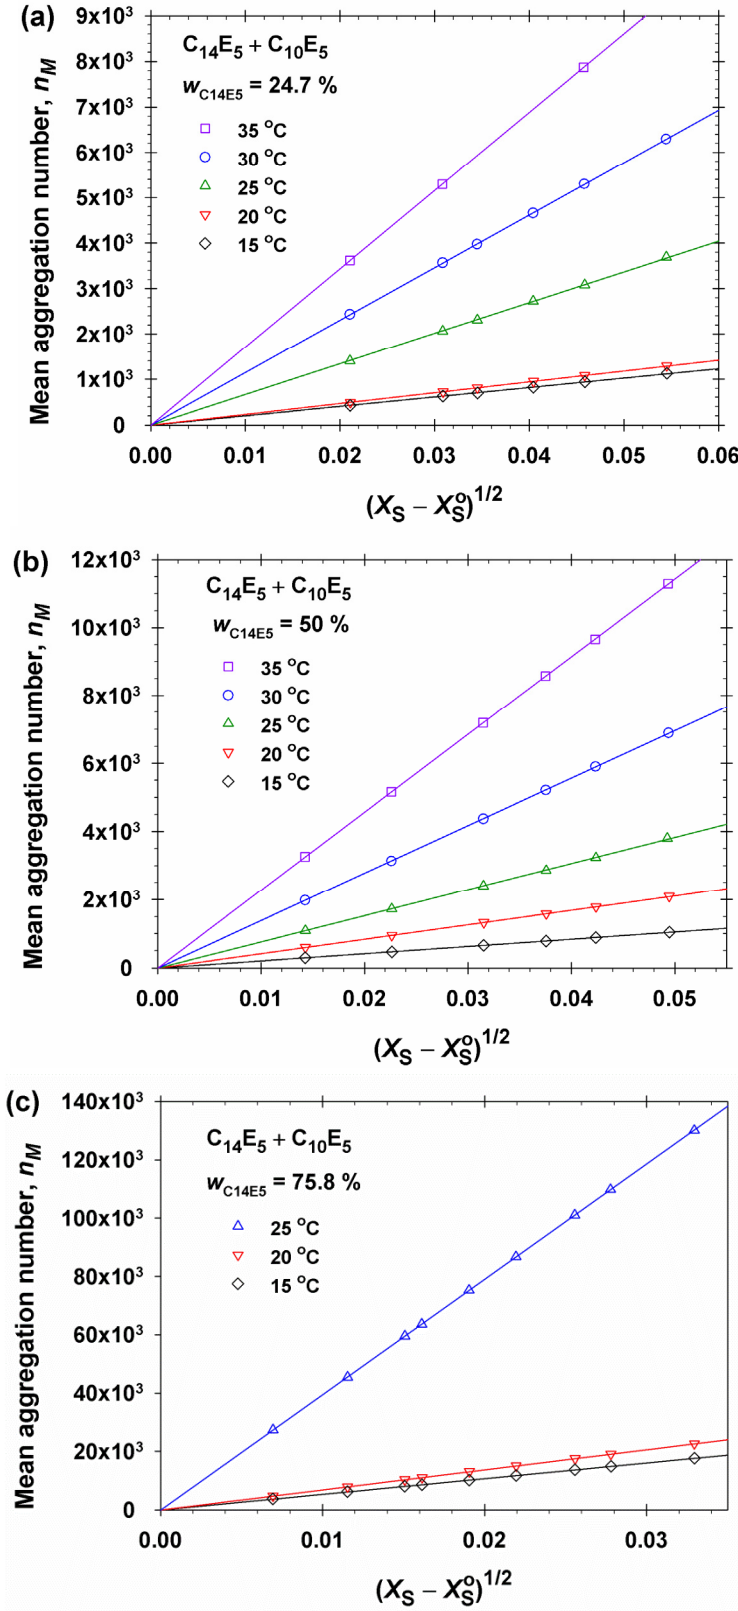 (a)
9x10³
8x10³
7x10³
6x10³
5x10³
4x10³
3x10³
2x10³
1x10³
0
Mean aggregation number, nM
C14E5 + C10E5
wC14E5 = 24.7 %
35 °C
30 °C
25 °C
20 °C
15 °C
0.00 0.01 0.02 0.03 0.04 0.05 0.06
(XS − XSº)1/2
(b)
12x10³
10x10³
8x10³
6x10³
4x10³
2x10³
0
Mean aggregation number, nM
C14E5 + C10E5
wC14E5 = 50 %
35 °C
30 °C
25 °C
20 °C
15 °C
0.00 0.01 0.02 0.03 0.04 0.05
(XS − XSº)1/2
(c)
140x10³
120x10³
100x10³
80x10³
60x10³
40x10³
20x10³
0
Mean aggregation number, nM
C14E5 + C10E5
wC14E5 = 75.8 %
25 °C
20 °C
15 °C
0.00 0.01 0.02 0.03
(XS − XSº)1/2